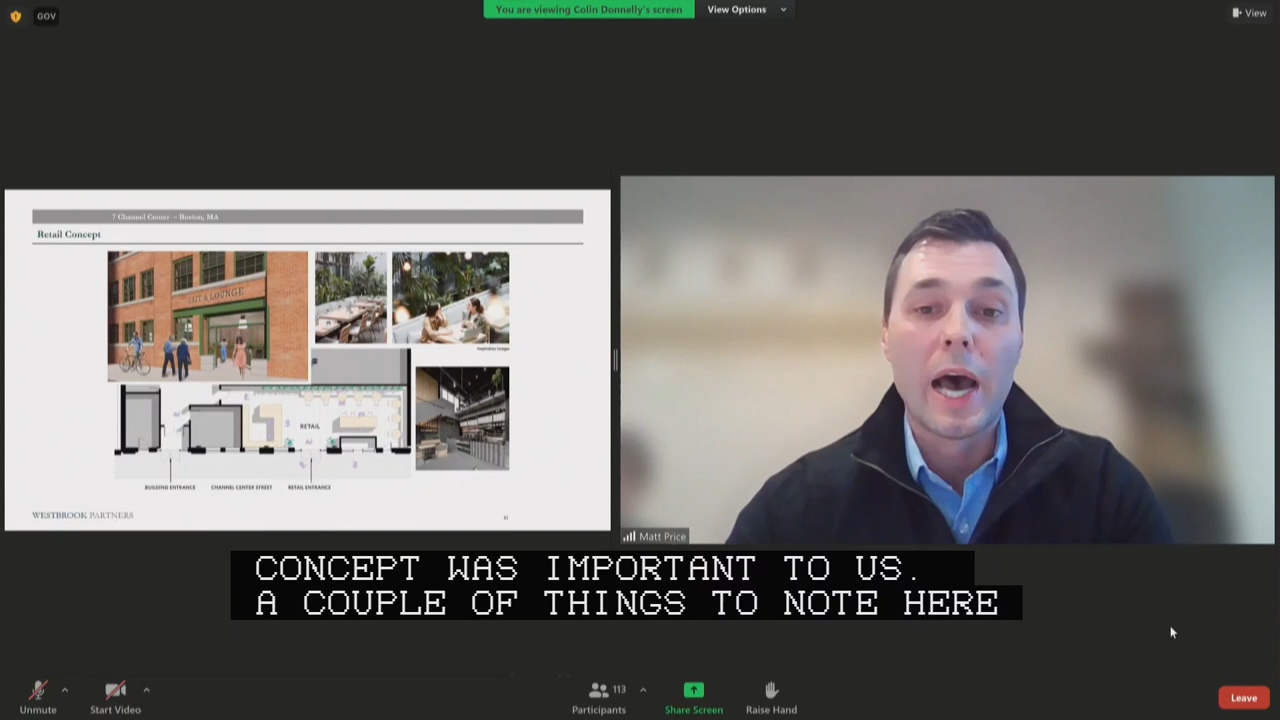 GOV
You are viewing Colin Donnelly's screen
View Options
View
7 Channel Center – Boston, MA
Retail Concept
CAFE & LOUNGE
Inspiration Images
RETAIL
BUILDING ENTRANCE
CHANNEL CENTER STREET
RETAIL ENTRANCE
WESTBROOK PARTNERS
Matt Price
CONCEPT WAS IMPORTANT TO US.
A COUPLE OF THINGS TO NOTE HERE
Unmute
Start Video
113
Participants
Share Screen
Raise Hand
Leave